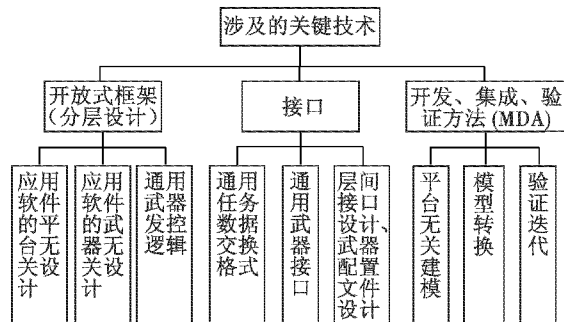 涉及的关键技术
开放式框架
（分层设计）
接口
开发、集成、验
证方法(MDA)
应用软件的平台无关设计
应用软件的武器无关设计
通用武器发控逻辑
通用任务数据交换格式
通用武器接口
层间接口设计、武器配置文件设计
平台无关建模
模型转换
验证迭代